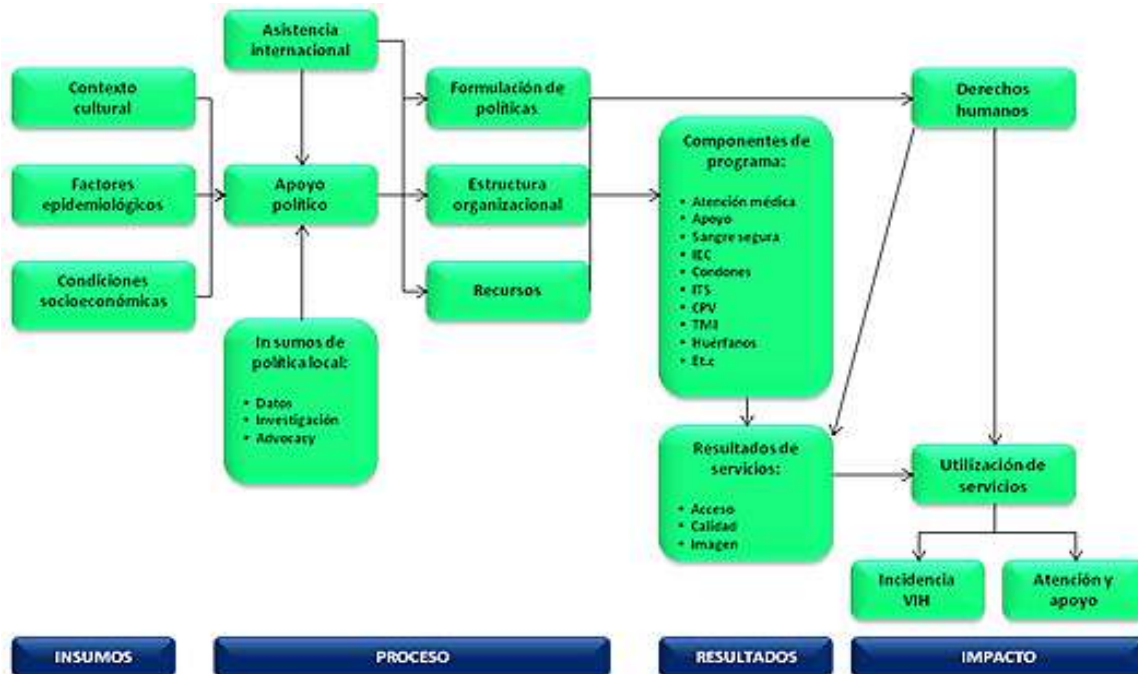 Asistencia
internacional
Contexto
cultural
Formulación de
políticas
Derechos
humanos
Factores
epidemiológicos
Apoyo
político
Estructura
organizacional
Componentes de
programa:
• Atención médica
• Apoyo
• Sangre segura
• IEC
• Condones
• ITS
• CPV
• TMI
• Huérfanos
• Et.c
Condiciones
socioeconómicas
Recursos
In sumos de
política local:
• Datos
• Investigación
• Advocacy
Resultados de
servicios:
• Acceso
• Calidad
• Imagen
Utilización de
servicios
Incidencia
VIH
Atención y
apoyo
INSUMOS
PROCESO
RESULTADOS
IMPACTO